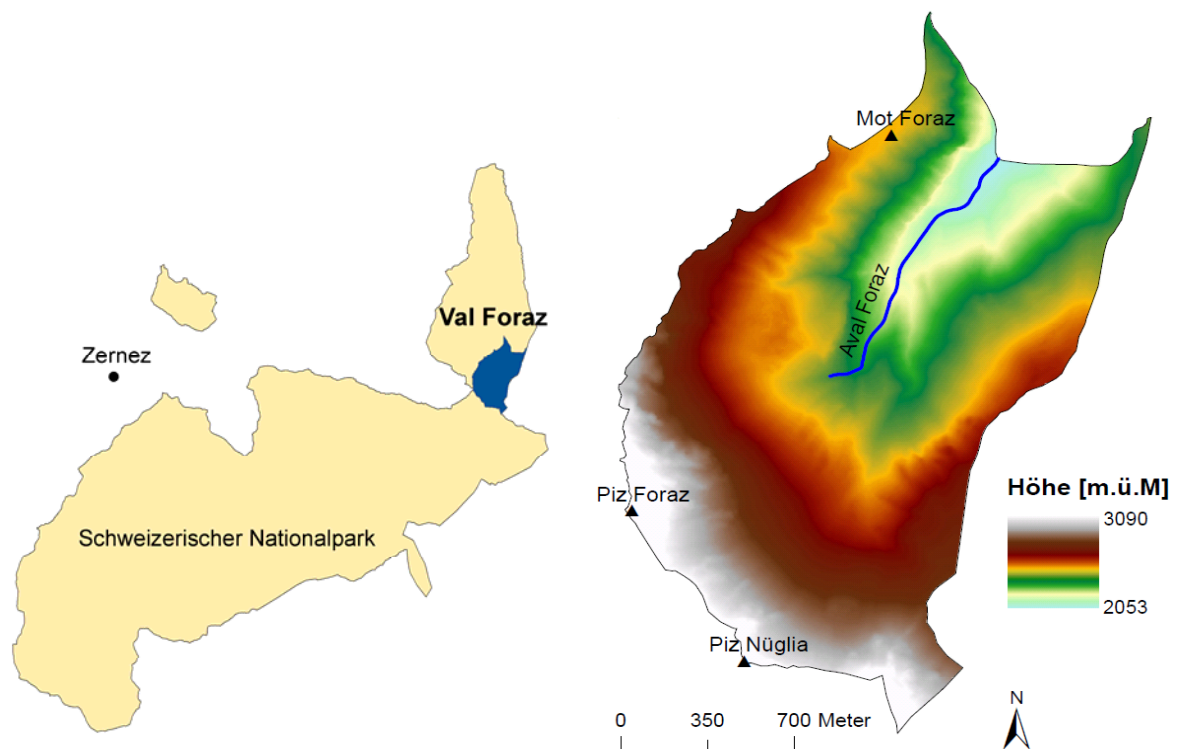 Val Foraz
Zernez
Schweizerischer Nationalpark
Mot Foraz
Aval Foraz
Piz Foraz
Piz Nüglia
Höhe [m.ü.M]
3090
2053
0 350 700 Meter
N